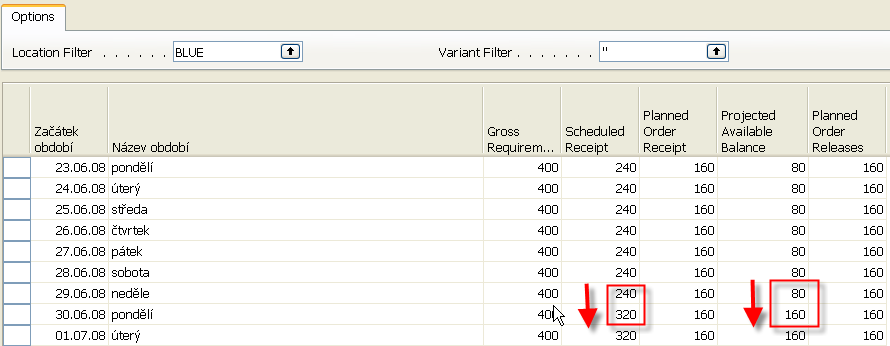 Options
Location Filter . . . . . . BLUE Variant Filter . . . . . . . ''
Začátek období Název období Gross Requirem... Scheduled Receipt Planned Order Receipt Projected Available Balance Planned Order Releases
23.06.08 pondělí 400 240 160 80 160
24.06.08 úterý 400 240 160 80 160
25.06.08 středa 400 240 160 80 160
26.06.08 čtvrtek 400 240 160 80 160
27.06.08 pátek 400 240 160 80 160
28.06.08 sobota 400 240 160 80 160
29.06.08 neděle 400 240 160 80 160
30.06.08 pondělí 400 320 160 160 160
01.07.08 úterý 400 320 160 160 160